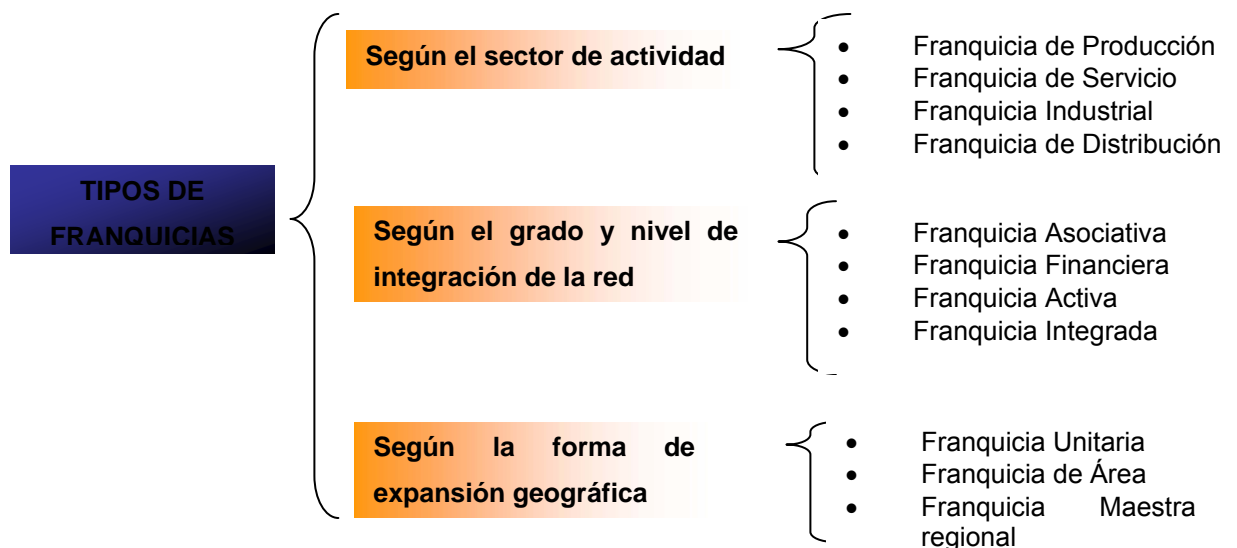 TIPOS DE
FRANQUICIAS
Según el sector de actividad
• Franquicia de Producción
• Franquicia de Servicio
• Franquicia Industrial
• Franquicia de Distribución
Según el grado y nivel de
integración de la red
• Franquicia Asociativa
• Franquicia Financiera
• Franquicia Activa
• Franquicia Integrada
Según la forma de
expansión geográfica
• Franquicia Unitaria
• Franquicia de Área
• Franquicia Maestra
regional